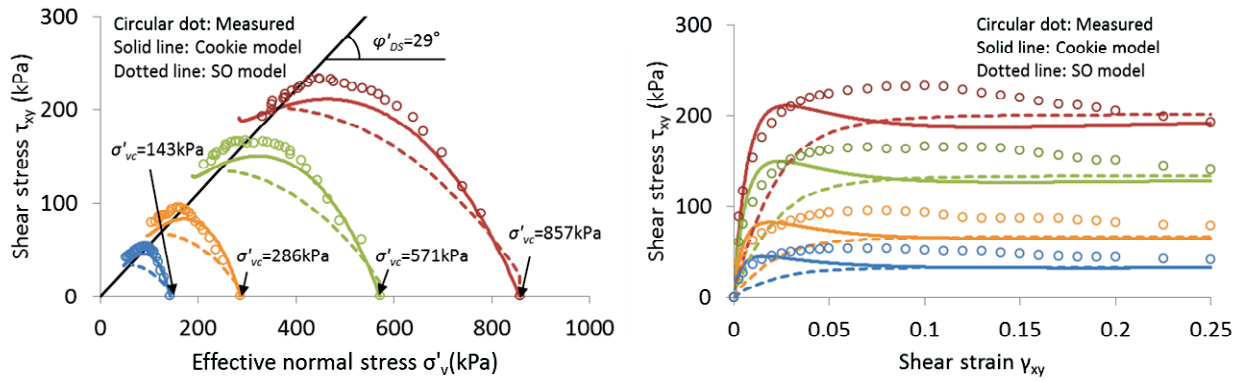 300
200
100
0
Shear stress τxy (kPa)
Circular dot: Measured
Solid line: Cookie model
Dotted line: SO model
φ'DS=29°
σ'vc=143kPa
σ'vc=286kPa
σ'vc=571kPa
σ'vc=857kPa
0 200 400 600 800 1000
Effective normal stress σ'v(kPa)
300
200
100
0
Shear stress τxy (kPa)
Circular dot: Measured
Solid line: Cookie model
Dotted line: SO model
0 0.05 0.1 0.15 0.2 0.25
Shear strain γxy